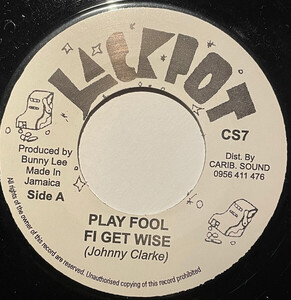 JACKPOT
CS7
Produced by
Bunny Lee
Made In
Jamaica
Side A
Dist. By
CARIB. SOUND
0956 411 476
PLAY FOOL
FI GET WISE
(Johnny Clarke)
All rights of the owner of this record are reserved. Unauthorised copying of this record prohibited